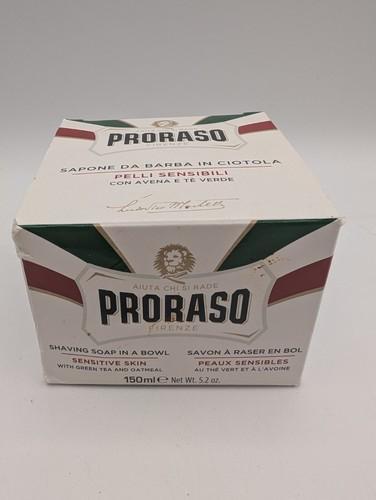 PRORASO
FIRENZE
SAPONE DA BARBA IN CIOTOLA
PELLI SENSIBILI
CON AVENA E TÈ VERDE
AIUTA CHI SI RADE
PRORASO
FIRENZE
SHAVING SOAP IN A BOWL
SENSITIVE SKIN
WITH GREEN TEA AND OATMEAL
SAVON À RASER EN BOL
PEAUX SENSIBLES
AU THÉ VERT ET À L'AVOINE
150ml ℮ Net Wt. 5.2 oz.